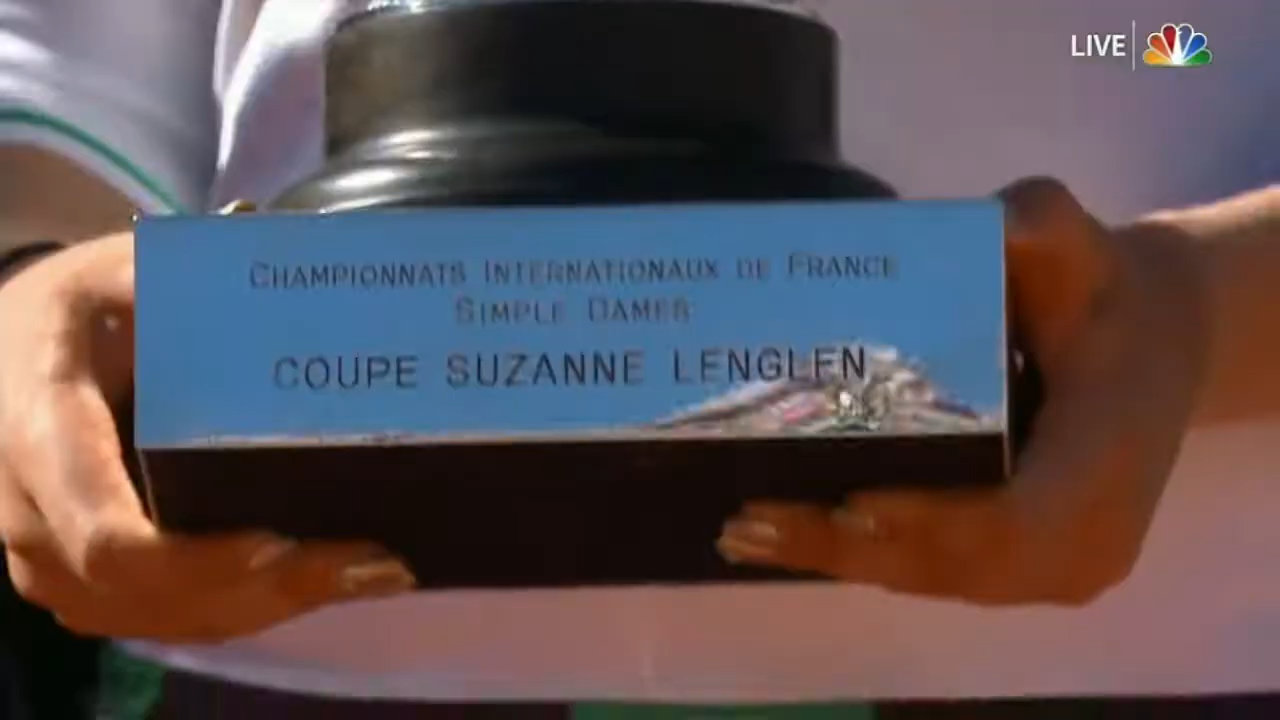 LIVE
CHAMPIONNATS INTERNATIONAUX DE FRANCE
SIMPLE DAMES
COUPE SUZANNE LENGLEN